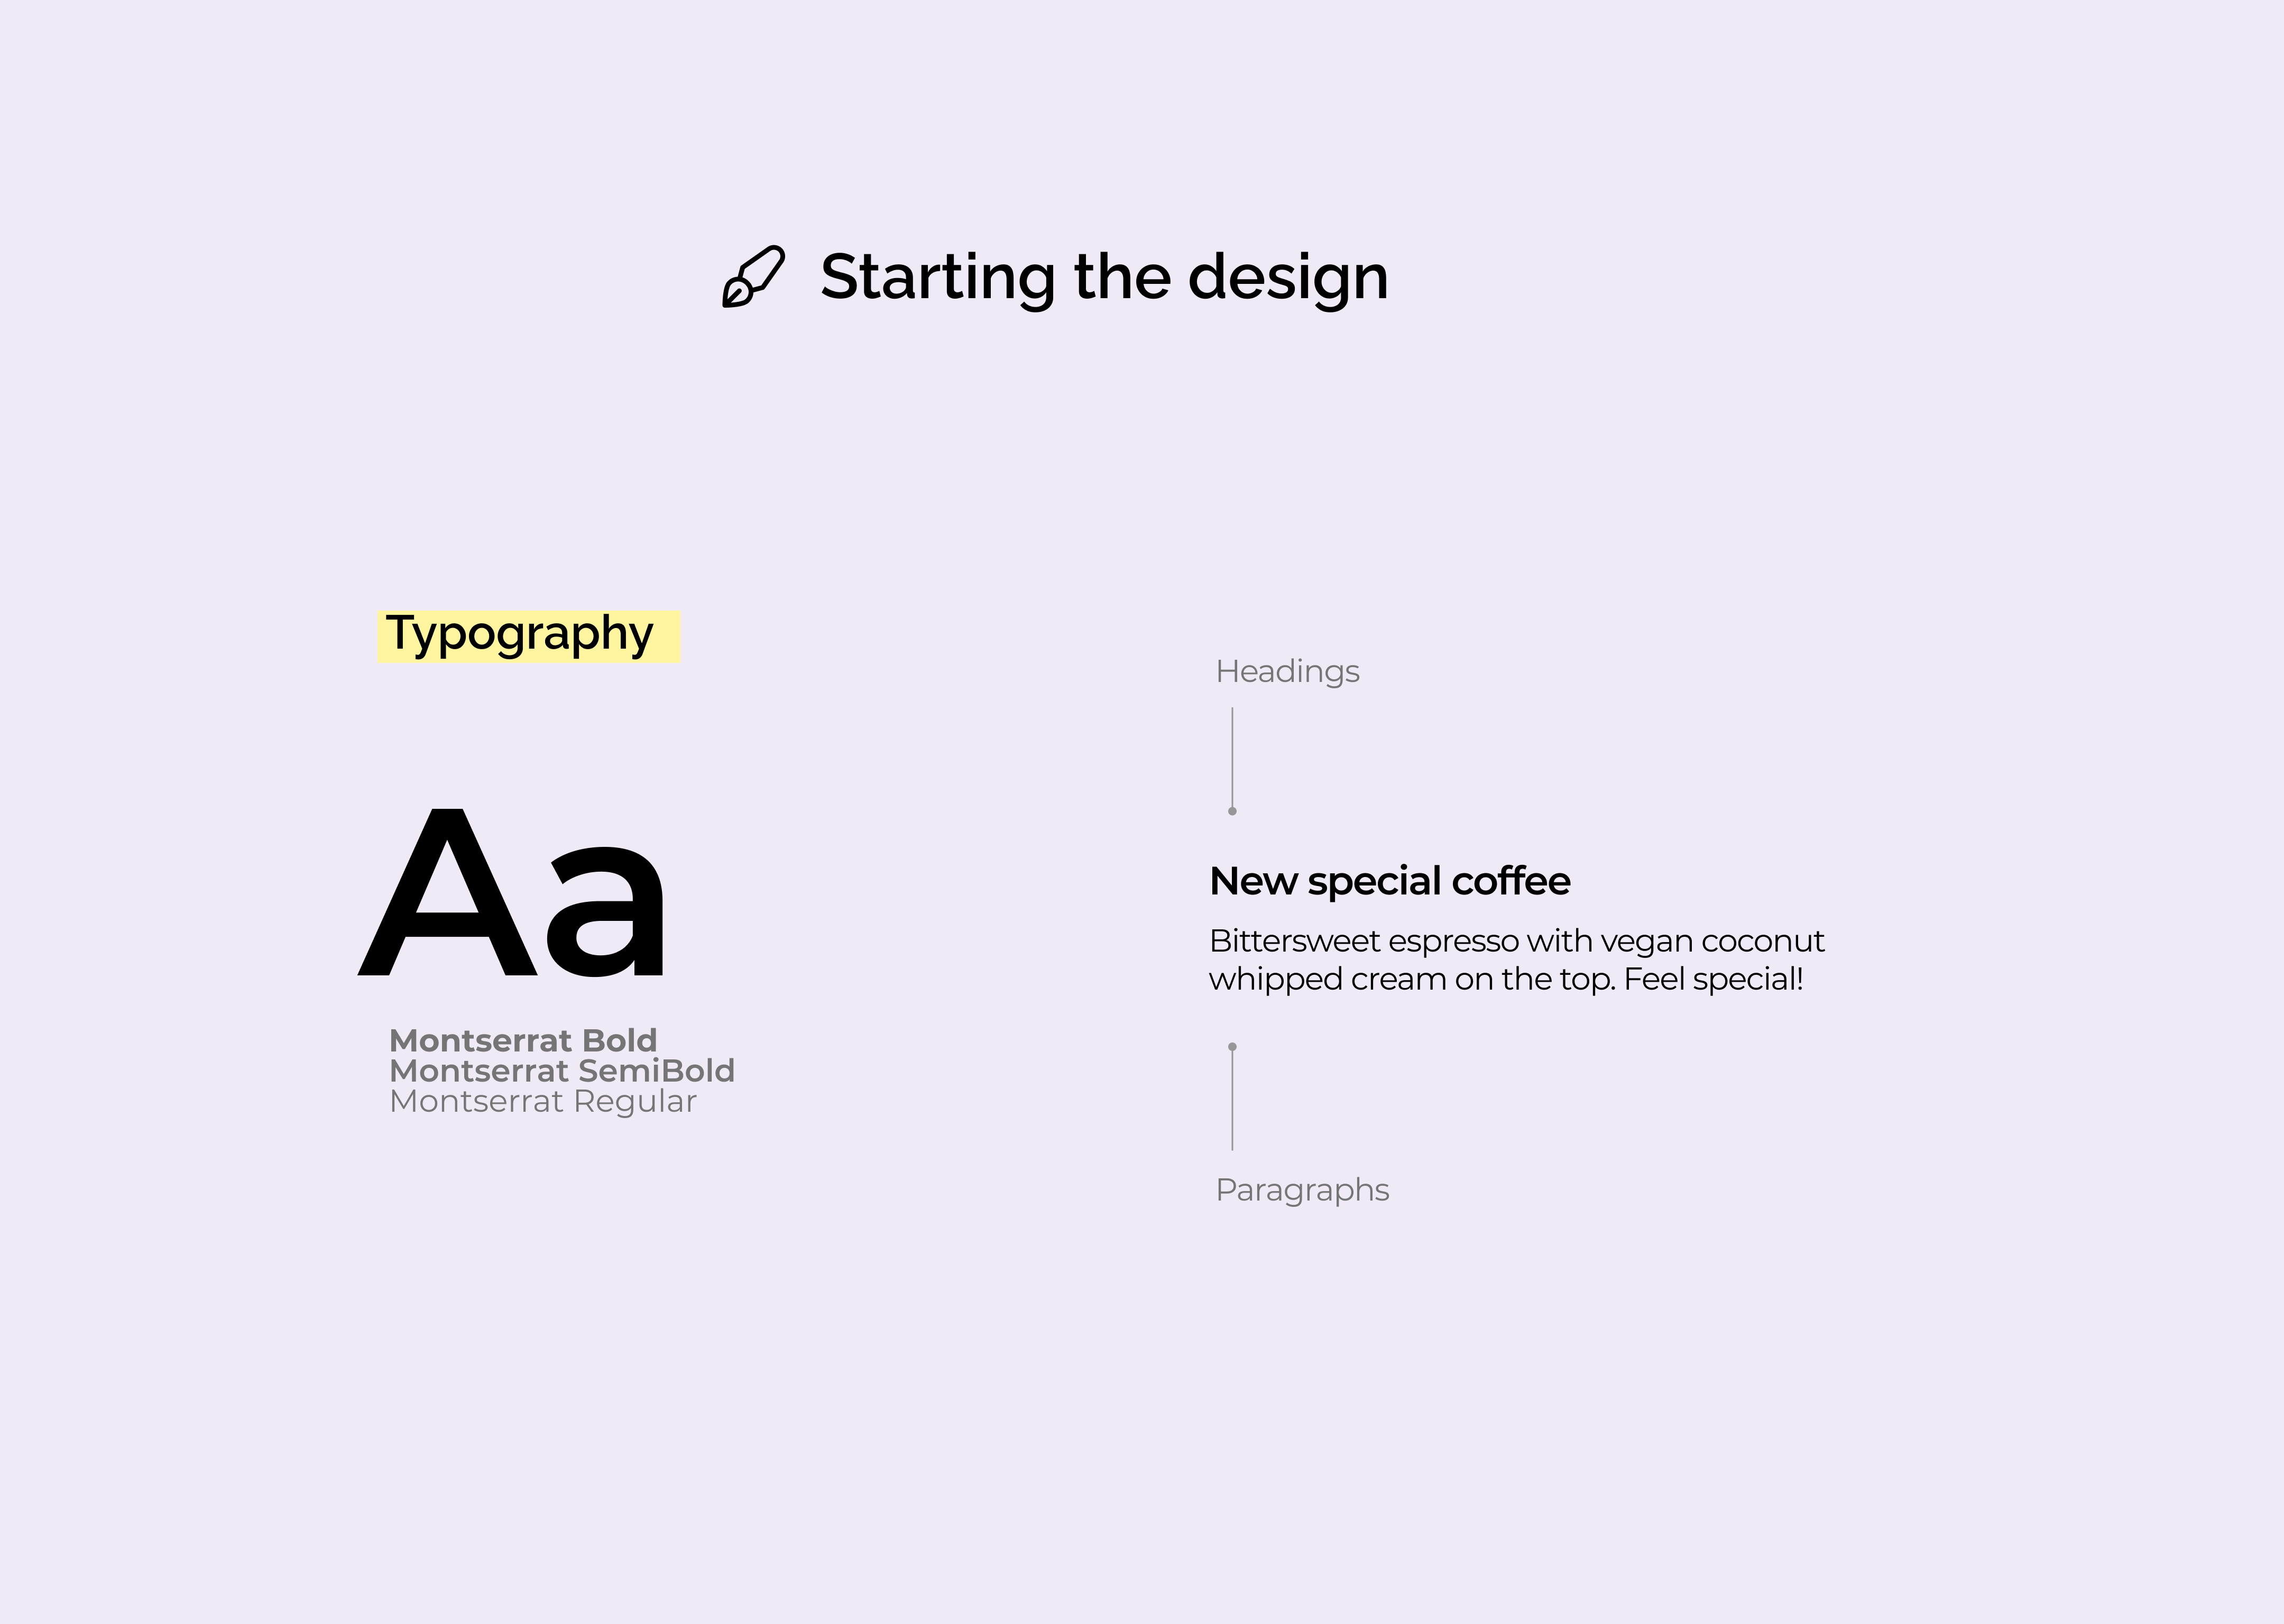 Starting the design
Typography
Aa
Montserrat Bold
Montserrat SemiBold
Montserrat Regular
Headings
New special coffee
Bittersweet espresso with vegan coconut
whipped cream on the top. Feel special!
Paragraphs